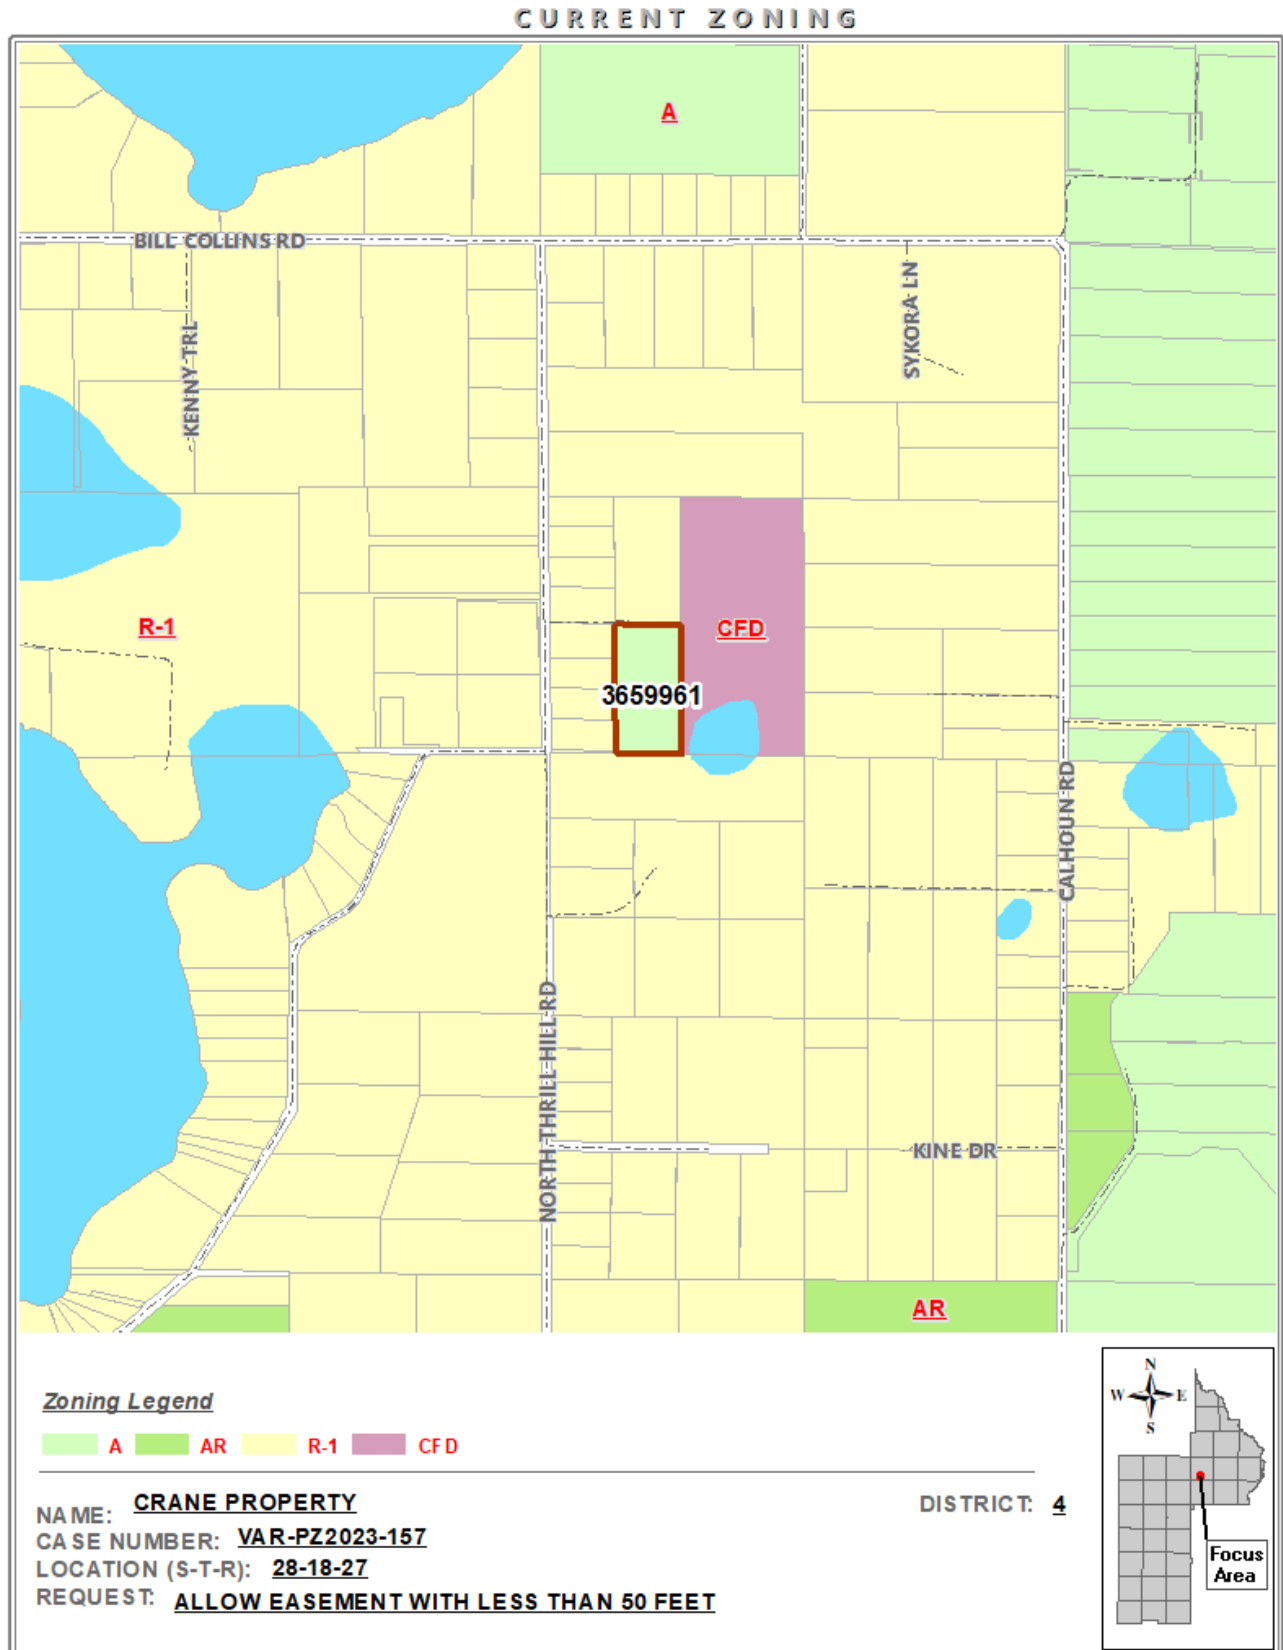 CURRENT ZONING
A
BILL COLLINS RD
SYKORA LN
KENNY TRL
R-1
CFD
3659961
CALHOUN RD
NORTH THRILL HILL RD
KINE DR
AR
Zoning Legend
A AR R-1 CFD
N
W E
S
Focus
Area
NAME: CRANE PROPERTY
DISTRICT: 4
CASE NUMBER: VAR-PZ2023-157
LOCATION (S-T-R): 28-18-27
REQUEST: ALLOW EASEMENT WITH LESS THAN 50 FEET